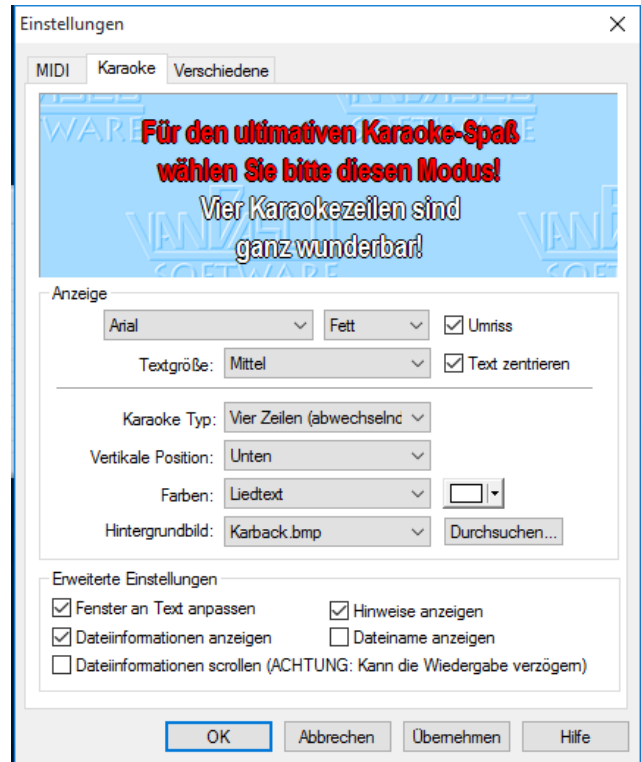 Einstellungen
MIDI Karaoke Verschiedene
WARE
Für den ultimativen Karaoke-Spaß
wählen Sie bitte diesen Modus!
Vier Karaokezeilen sind
ganz wunderbar!
SOFTWARE
Anzeige
Arial Fett Umriss
Textgröße: Mittel Text zentrieren
Karaoke Typ: Vier Zeilen (abwechselnd
Vertikale Position: Unten
Farben: Liedtext
Hintergrundbild: Karback.bmp Durchsuchen...
Erweiterte Einstellungen
Fenster an Text anpassen Hinweise anzeigen
Dateiinformationen anzeigen Dateiname anzeigen
Dateiinformationen scrollen (ACHTUNG: Kann die Wiedergabe verzögern)
OK Abbrechen Übernehmen Hilfe